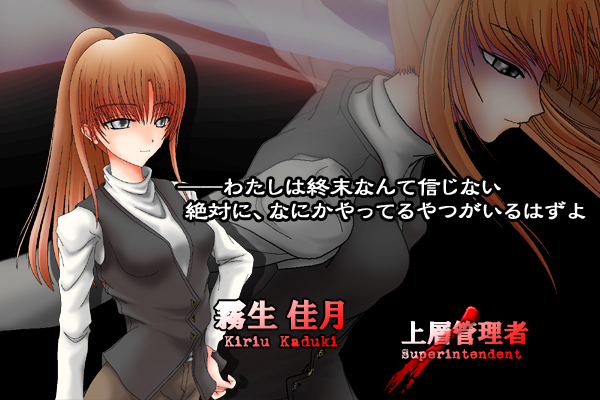 ――わたしは終末なんて信じない
絶対に、なにかやってるやつがいるはずよ
霧生 佳月
Kiriu Kaduki
上層管理者
Superintendent